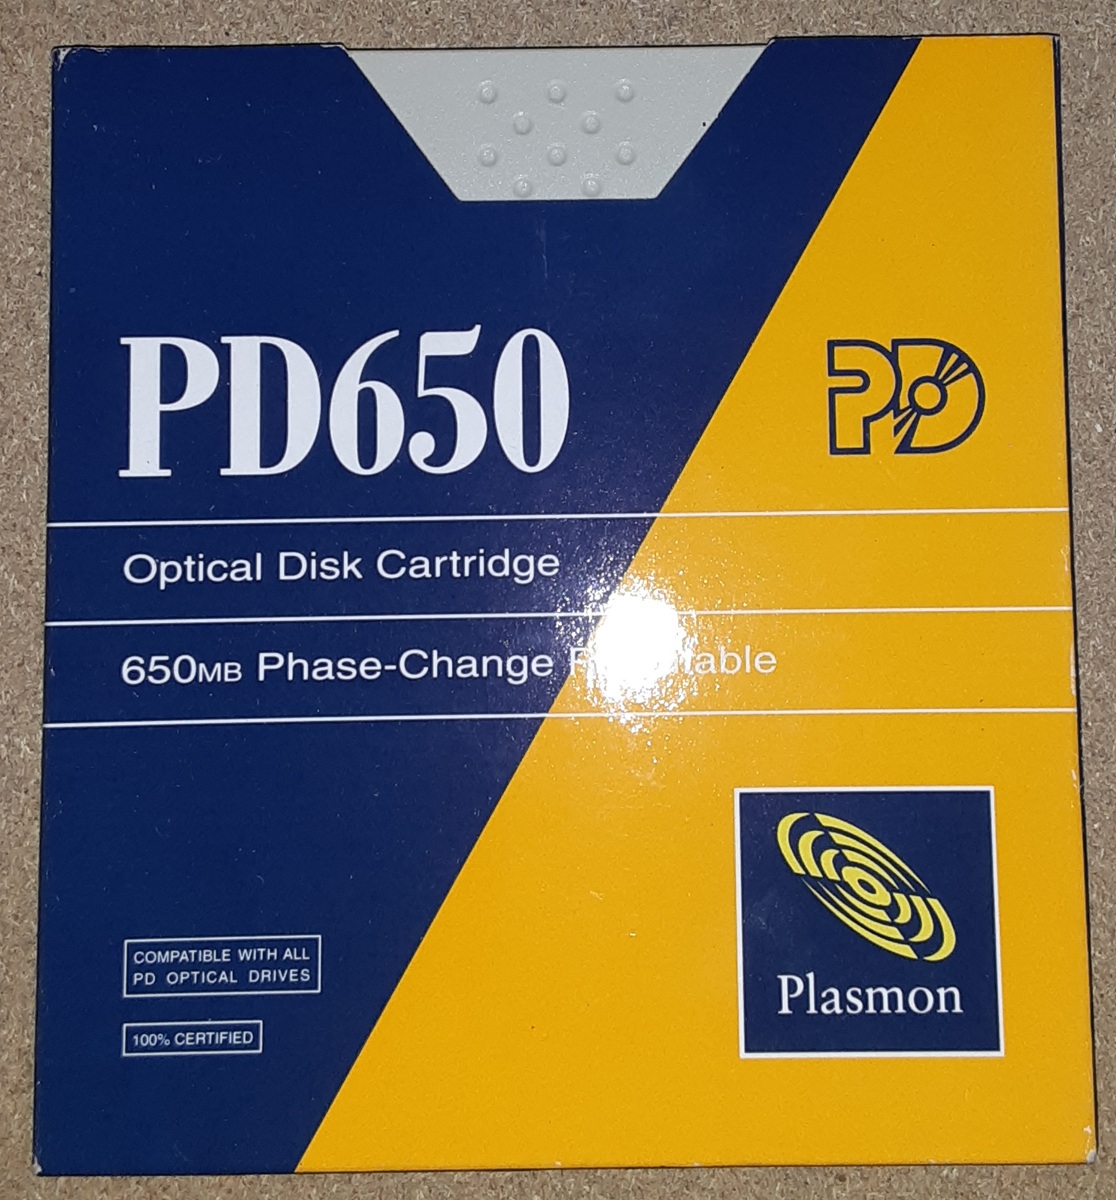 PD650
PD
Optical Disk Cartridge
650MB Phase-Change
Plasmon
COMPATIBLE WITH ALL
PD OPTICAL DRIVES
100% CERTIFIED